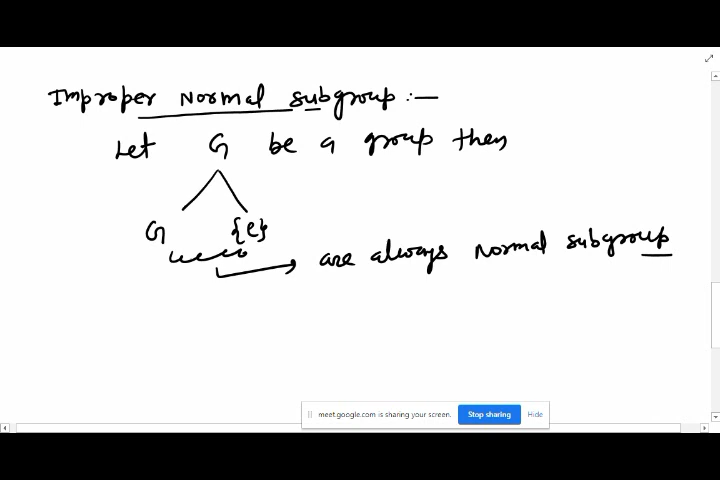 Improper Normal subgroup :—
Let G be a group then
G {e}
are always Normal subgroup
meet.google.com is sharing your screen. Stop sharing Hide